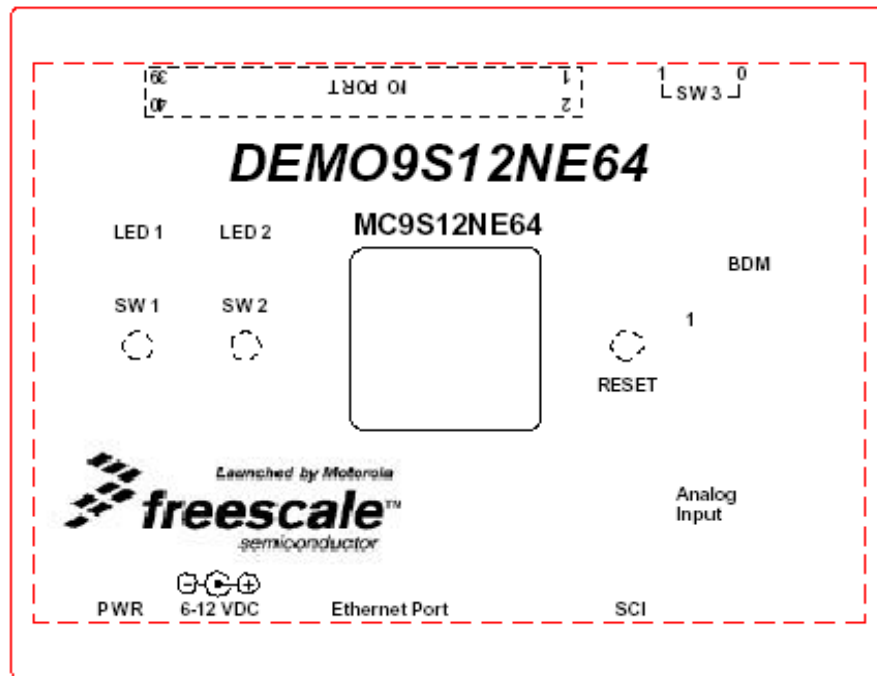 39 1
IO PORT
40 2
1 0
SW 3
DEMO9S12NE64
MC9S12NE64
LED 1 LED 2
BDM
SW 1 SW 2
1
RESET
Launched by Motorola
freescale™
semiconductor
Analog
Input
PWR 6-12 VDC Ethernet Port SCI